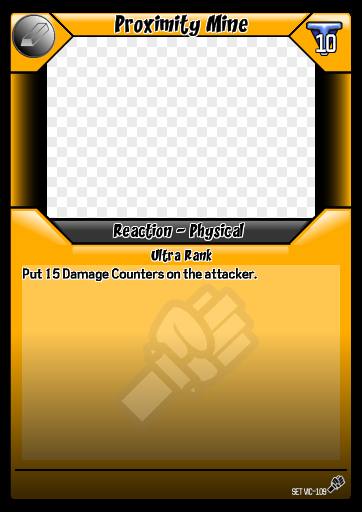 Proximity Mine
10
Reaction - Physical
Ultra Rank
Put 15 Damage Counters on the attacker.
SET VIC-109